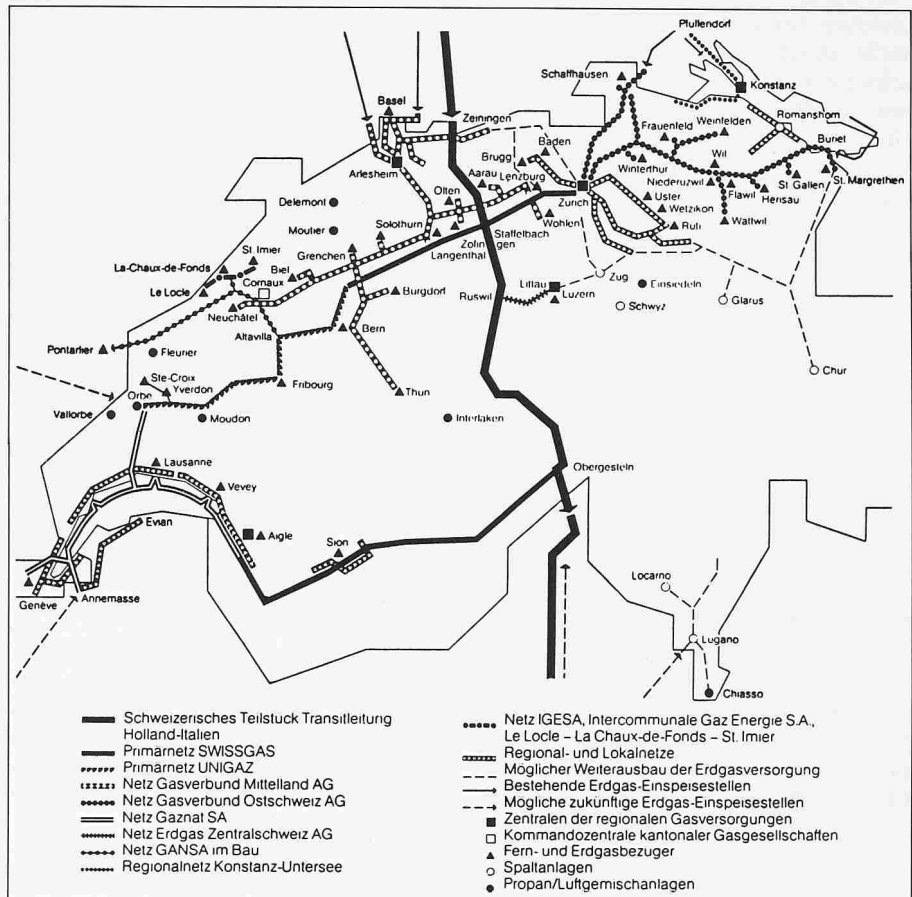 Pfullendorf
Schaffhausen
Konstanz
Basel
Zeiningen
Romanshorn
Frauenfeld
Weinfelden
Buriet
Baden
Brugg
Wil
Arlesheim
Aarau
Lenzburg
Winterthur
Niederuzwil
St. Gallen
St. Margrethen
Olten
Zürich
Flawil
Herisau
Delemont
Uster
Wohlen
Wetzikon
Wattwil
Moutier
Solothurn
Staffelbach
Rüti
St. Imier
Grenchen
Zofingen
Langenthal
La-Chaux-de-Fonds
Biel
Cornaux
Zug
Littau
Einsiedeln
Le Locle
Burgdorf
Ruswil
Luzern
Glarus
Neuchâtel
Schwyz
Altavilla
Bern
Pontarlier
Fleurier
Chur
Ste-Croix
Yverdon
Fribourg
Thun
Orbe
Vallorbe
Moudon
Interlaken
Lausanne
Obergesteln
Vevey
Evian
Aigle
Sion
Locarno
Genève
Annemasse
Lugano
Chiasso
Schweizerisches Teilstück Transitleitung
Holland-Italien
Primärnetz SWISSGAS
Primärnetz UNIGAZ
Netz Gasverbund Mittelland AG
Netz Gasverbund Ostschweiz AG
Netz Gaznat SA
Netz Erdgas Zentralschweiz AG
Netz GANSA im Bau
Regionalnetz Konstanz-Untersee
Netz IGESA, Intercommunale Gaz Energie S.A.,
Le Locle – La Chaux-de-Fonds – St. Imier
Regional- und Lokalnetze
Möglicher Weiterausbau der Erdgasversorgung
Bestehende Erdgas-Einspeisestellen
Mögliche zukünftige Erdgas-Einspeisestellen
Zentralen der regionalen Gasversorgungen
Kommandozentrale kantonaler Gasgesellschaften
Fern- und Erdgasbezüger
Spaltanlagen
Propan/Luftgemischanlagen